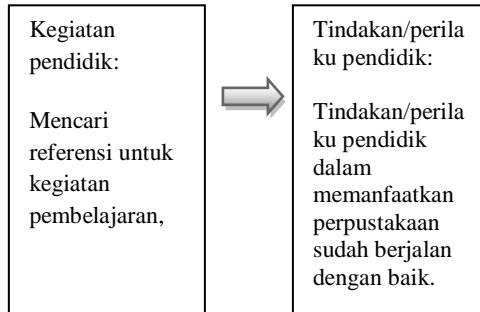 Kegiatan
pendidik:
Mencari
referensi untuk
kegiatan
pembelajaran,
Tindakan/perila
ku pendidik:
Tindakan/perila
ku pendidik
dalam
memanfaatkan
perpustakaan
sudah berjalan
dengan baik.